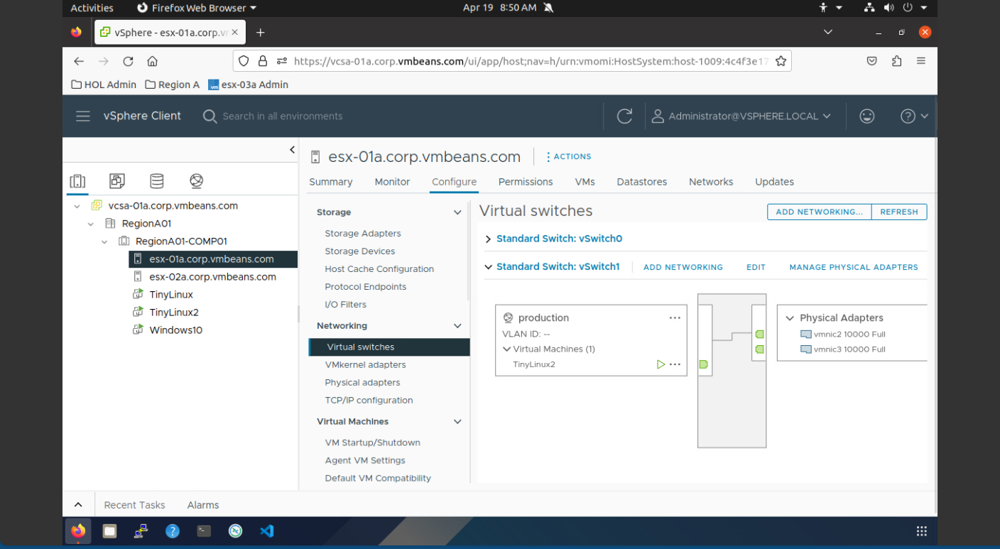 Activities Firefox Web Browser Apr 19 8:50 AM
vSphere - esx-01a.corp.vm
https://vcsa-01a.corp.vmbeans.com/ui/app/host;nav=h/urn:vmomi:HostSystem:host-1009:4c4f3e17
HOL Admin Region A vm esx-03a Admin
vSphere Client Search in all environments Administrator@VSPHERE.LOCAL
esx-01a.corp.vmbeans.com ACTIONS
Summary Monitor Configure Permissions VMs Datastores Networks Updates
vcsa-01a.corp.vmbeans.com
RegionA01
RegionA01-COMP01
esx-01a.corp.vmbeans.com
esx-02a.corp.vmbeans.com
TinyLinux
TinyLinux2
Windows10
Storage
Storage Adapters
Storage Devices
Host Cache Configuration
Protocol Endpoints
I/O Filters
Networking
Virtual switches
VMkernel adapters
Physical adapters
TCP/IP configuration
Virtual Machines
VM Startup/Shutdown
Agent VM Settings
Default VM Compatibility
Virtual switches ADD NETWORKING... REFRESH
Standard Switch: vSwitch0
Standard Switch: vSwitch1 ADD NETWORKING EDIT MANAGE PHYSICAL ADAPTERS
production ...
VLAN ID: --
Virtual Machines (1)
TinyLinux2 ...
Physical Adapters
vmnic2 10000 Full
vmnic3 10000 Full
Recent Tasks Alarms